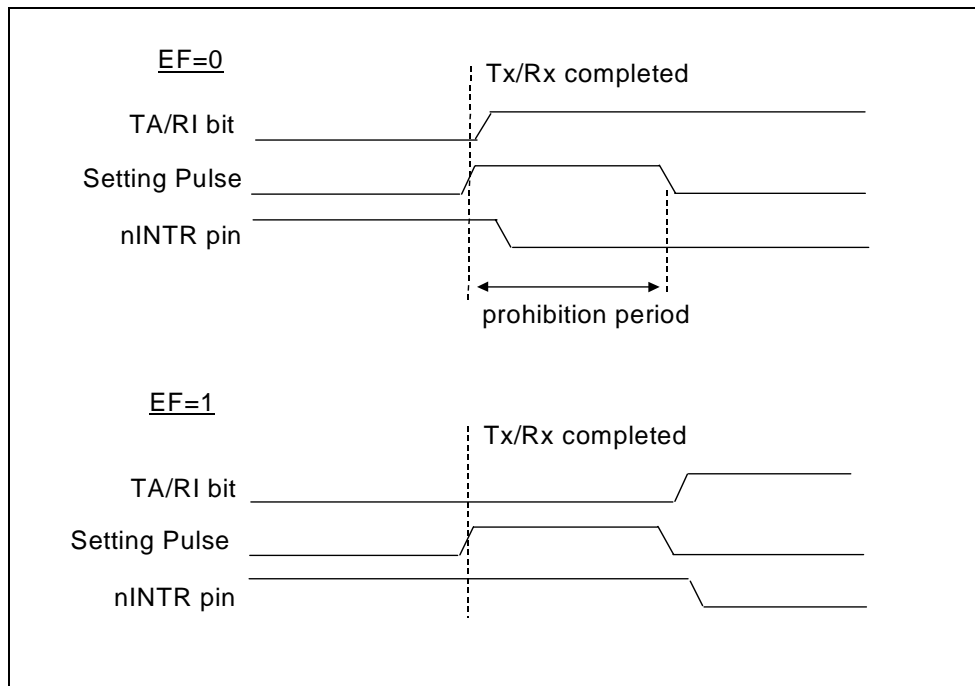 EF=0
Tx/Rx completed
TA/RI bit
Setting Pulse
nINTR pin
prohibition period
EF=1
Tx/Rx completed
TA/RI bit
Setting Pulse
nINTR pin